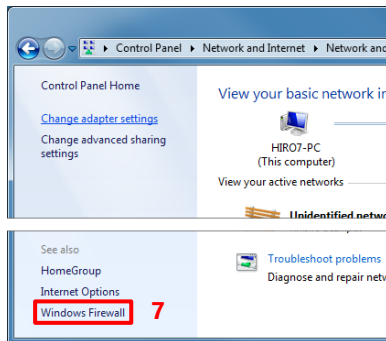 Control Panel ▸ Network and Internet ▸ Network and
Control Panel Home
Change adapter settings
Change advanced sharing
settings
View your basic network in
HIRO7-PC
(This computer)
View your active networks
Unidentified netwo
See also
HomeGroup
Internet Options
Windows Firewall
7
Troubleshoot problems
Diagnose and repair netw